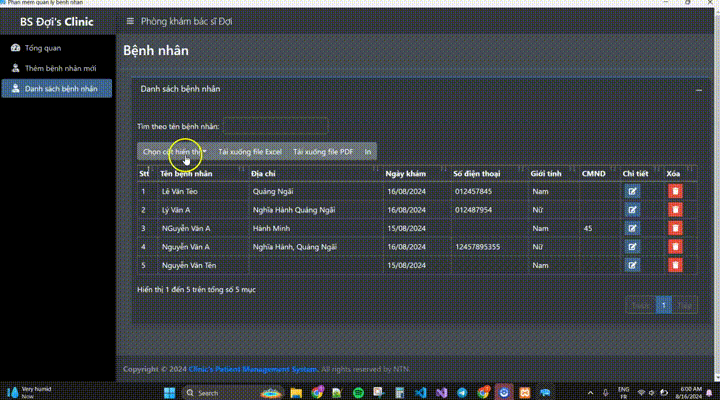 Phần mềm quản lý bệnh nhân
BS Đợi's Clinic
Phòng khám bác sĩ Đợi
Tổng quan
Thêm bệnh nhân mới
Danh sách bệnh nhân
Bệnh nhân
Danh sách bệnh nhân
Tìm theo tên bệnh nhân:
Chọn cột hiển thị Tải xuống file Excel Tải xuống file PDF In
Stt Tên bệnh nhân Địa chỉ Ngày khám Số điện thoại Giới tính CMND Chi tiết Xóa
1 Lê Văn Tèo Quảng Ngãi 16/08/2024 012457845 Nam
2 Lý Văn A Nghĩa Hành Quảng Ngãi 16/08/2024 012487954 Nữ
3 NGuyễn Văn A Hành Minh 15/08/2024 Nam 45
4 Nguyễn Văn A Nghĩa Hành, Quảng Ngãi 16/08/2024 12457895355 Nữ
5 Nguyễn Văn Tên 15/08/2024 Nam
Hiển thị 1 đến 5 trên tổng số 5 mục
Trước 1 Tiếp
Copyright © 2024 Clinic's Patient Management System. All rights reserved by NTN.
Very humid
Now
Search
ENG
FR
6:00 AM
8/16/2024